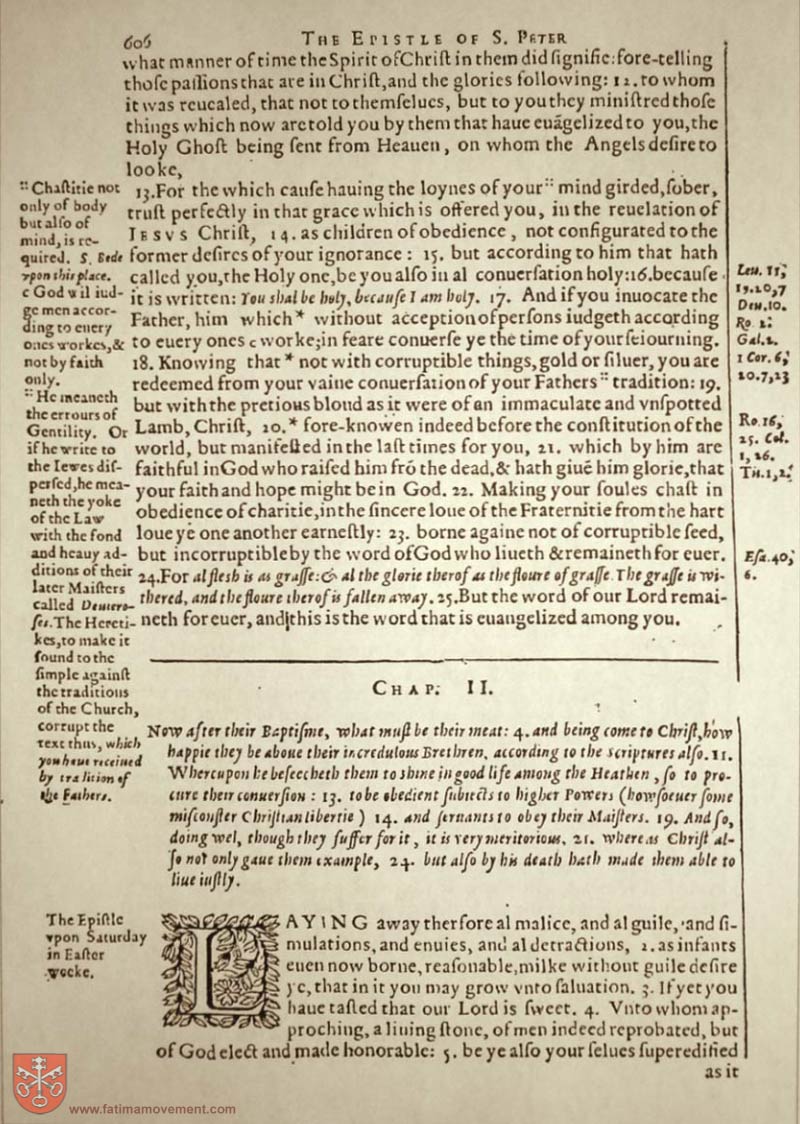 606 THE EPISTLE OF S. PETER
what manner of time the Spirit of Chriſt in them did ſignifie: fore-telling
thoſe paſſions that are in Chriſt, and the glories following: 12. to whom
it was reuealed, that not to themſelues, but to you they miniſtred thoſe
things which now are told you by them that haue euãgelized to you, the
Holy Ghoſt being ſent from Heauen, on whom the Angels deſire to
looke,
13. For the which cauſe hauing the loynes of your :: mind girded, ſober,
truſt perfectly in that grace which is offered you, in the reuelation of
IESVS Chriſt, 14. as children of obedience, not configurated to the
former deſires of your ignorance: 15. but according to him that hath
called you, the Holy one, be you alſo in al conuerſation holy: 16. becauſe
it is written: You shal be holy, becauſe I am holy. 17. And if you inuocate the
Father, him which * without acception of perſons iudgeth according
to euery ones c worke; in feare conuerſe ye the time of your ſeiourning.
18. Knowing that * not with corruptible things, gold or ſiluer, you are
redeemed from your vaine conuerſation of your Fathers :: tradition: 19.
but with the pretious bloud as it were of an immaculate and vnſpotted
Lamb, Chriſt, 20. * fore-knowen indeed before the conſtitution of the
world, but manifeſted in the laſt times for you, 21. which by him are
faithful in God who raiſed him frõ the dead, & hath giuẽ him glorie, that
your faith and hope might be in God. 22. Making your ſoules chaſt in
obedience of charitie, in the ſincere loue of the Fraternitie from the hart
loue ye one another earneſtly: 23. borne againe not of corruptible ſeed,
but incorruptible by the word of God who liueth & remaineth for euer.
24. For al flesh is as graſſe: & al the glorie therof as the floure of graſſe. The graſſe is wi-
thered, and the floure therof is fallen away. 25. But the word of our Lord remai-
neth for euer, and this is the word that is euangelized among you.
:: Chaſtitie not
only of body
but alſo of
mind, is re-
quired. S. Bede
vpon this place.
c God wil iud-
ge men accor-
ding to euery
ones workes, &
not by faith
only.
:: He meaneth
the errours of
Gentility. Or
if he write to
the Iewes diſ-
perſed, he mea-
neth the yoke
of the Law
with the fond
and heauy ad-
ditions of their
later Maiſters
called Deutero-
ſes. The Hereti-
kes, to make it
ſound to the
ſimple againſt
the traditions
of the Church,
corrupt the
text thus, which
you haue receiued
by tradition of
the Fathers.
Leu. 11,
19. 20, 7
Deu. 10.
Ro 2.
Gal. 2.
1 Cor. 6,
20. 7, 23
Ro. 16,
25. Col.
1, 26.
Tit. 1, 2.
Eſa. 40,
6.
CHAP. II.
Now after their Baptiſme, what muſt be their meat: 4. and being come to Chriſt, how
happie they be aboue their incredulous Brethren, according to the scriptures alſo. 11.
Whereupon he beſeecheth them to shine in good life among the Heathen, ſo to pro-
cure their conuerſion: 13. to be obedient ſubiects to higher Powers (howſoeuer ſome
miſconſter Chriſtian libertie) 14. and ſeruants to obey their Maiſters. 19. And ſo,
doing wel, though they ſuffer for it, it is very meritorious. 21. whereas Chriſt al-
ſo not only gaue them example, 24. but alſo by his death hath made them able to
liue iuſtly.
The Epiſtle
vpon Saturday
in Eaſter
weeke.
LAYING away therfore al malice, and al guile, and ſi-
mulations, and enuies, and al detractions, 2. as infants
euen now borne, reaſonable, milke without guile deſire
ye, that in it you may grow vnto ſaluation. 3. If yet you
haue taſted that our Lord is ſweet. 4. Vnto whom ap-
proching, a liuing ſtone, of men indeed reprobated, but
of God elect and made honorable: 5. be ye alſo your ſelues ſuperedified
as it
www.fatimamovement.com